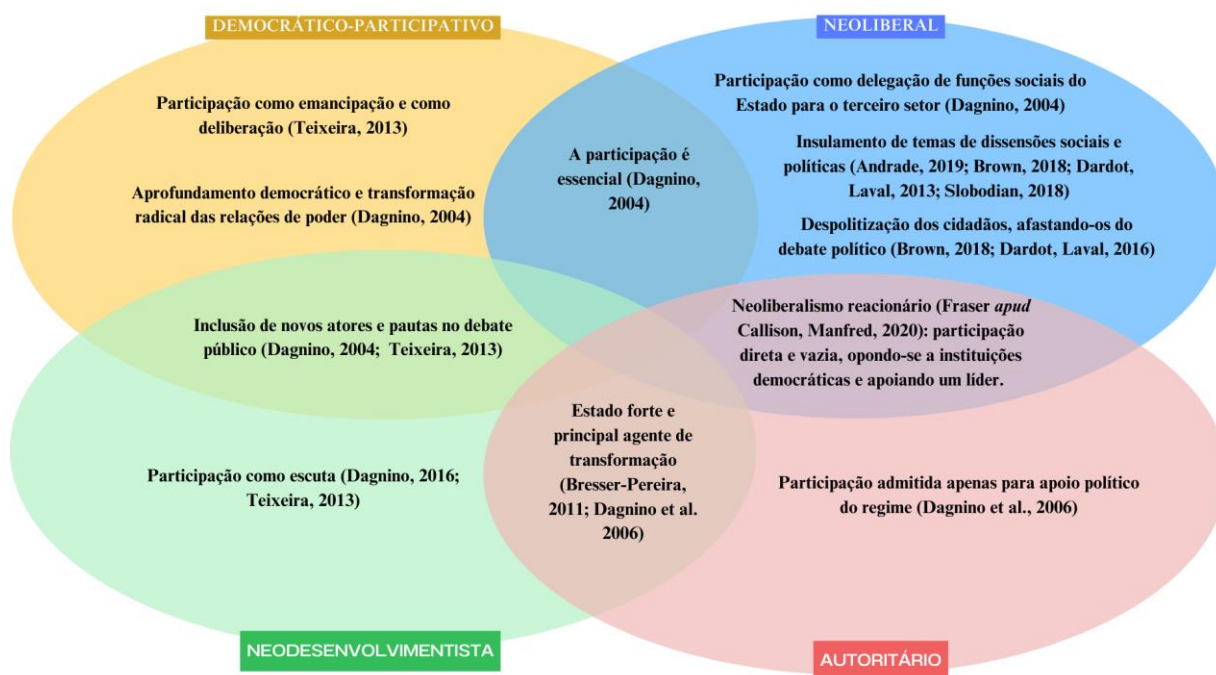 DEMOCRÁTICO-PARTICIPATIVO
NEOLIBERAL
Participação como emancipação e como
deliberação (Teixeira, 2013)
Aprofundamento democrático e transformação
radical das relações de poder (Dagnino, 2004)
A participação é
essencial (Dagnino,
2004)
Participação como delegação de funções sociais do
Estado para o terceiro setor (Dagnino, 2004)
Insulamento de temas de dissensões sociais e
políticas (Andrade, 2019; Brown, 2018; Dardot,
Laval, 2013; Slobodian, 2018)
Despolitização dos cidadãos, afastando-os do
debate político (Brown, 2018; Dardot, Laval, 2016)
Inclusão de novos atores e pautas no debate
público (Dagnino, 2004; Teixeira, 2013)
Neoliberalismo reacionário (Fraser apud
Callison, Manfred, 2020): participação
direta e vazia, opondo-se a instituições
democráticas e apoiando um líder.
Estado forte e
principal agente de
transformação
(Bresser-Pereira,
2011; Dagnino et al.
2006)
Participação como escuta (Dagnino, 2016;
Teixeira, 2013)
Participação admitida apenas para apoio político
do regime (Dagnino et al., 2006)
NEODESENVOLVIMENTISTA
AUTORITÁRIO